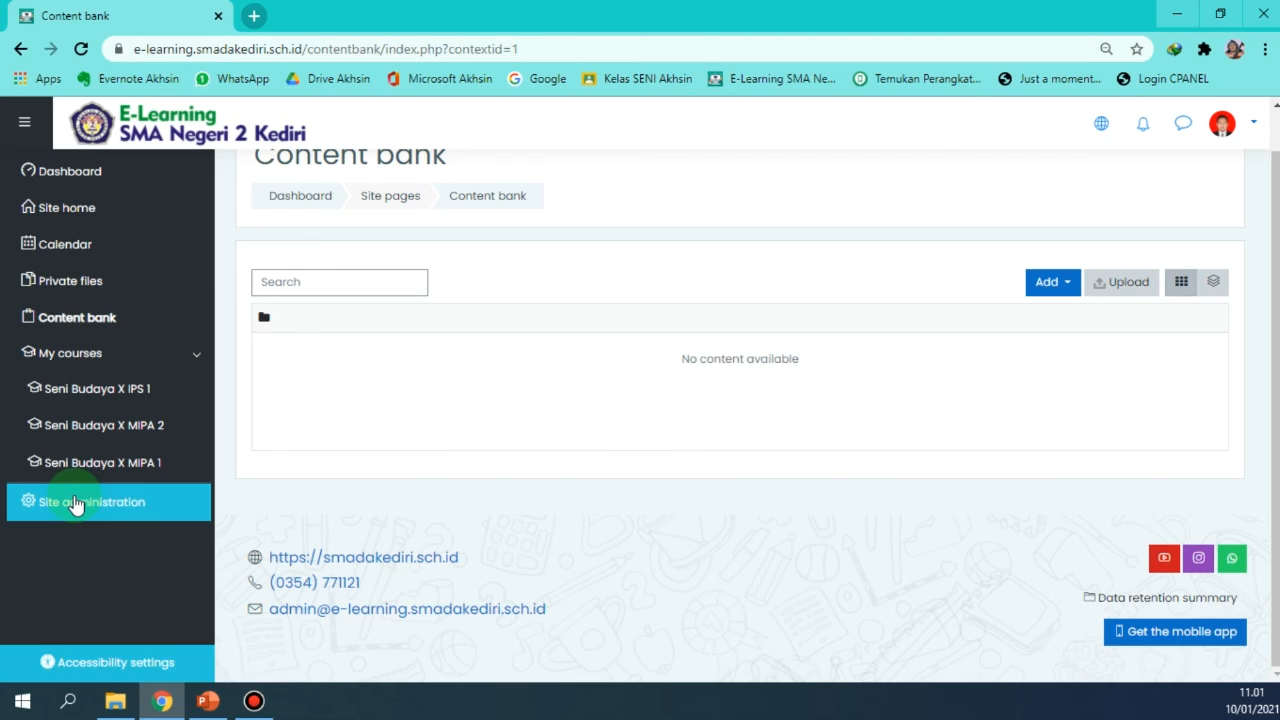 Content bank
e-learning.smadakediri.sch.id/contentbank/index.php?contextid=1
Apps
Evernote Akhsin
WhatsApp
Drive Akhsin
Microsoft Akhsin
Google
Kelas SENI Akhsin
E-Learning SMA Ne...
Temukan Perangkat...
Just a moment...
Login CPANEL
E-Learning
SMA Negeri 2 Kediri
Content bank
Dashboard
Site pages
Content bank
Dashboard
Site home
Calendar
Private files
Content bank
My courses
Seni Budaya X IPS 1
Seni Budaya X MIPA 2
Seni Budaya X MIPA 1
Site administration
Accessibility settings
Search
Add
Upload
No content available
https://smadakediri.sch.id
(0354) 771121
admin@e-learning.smadakediri.sch.id
Data retention summary
Get the mobile app
11.01
10/01/2021